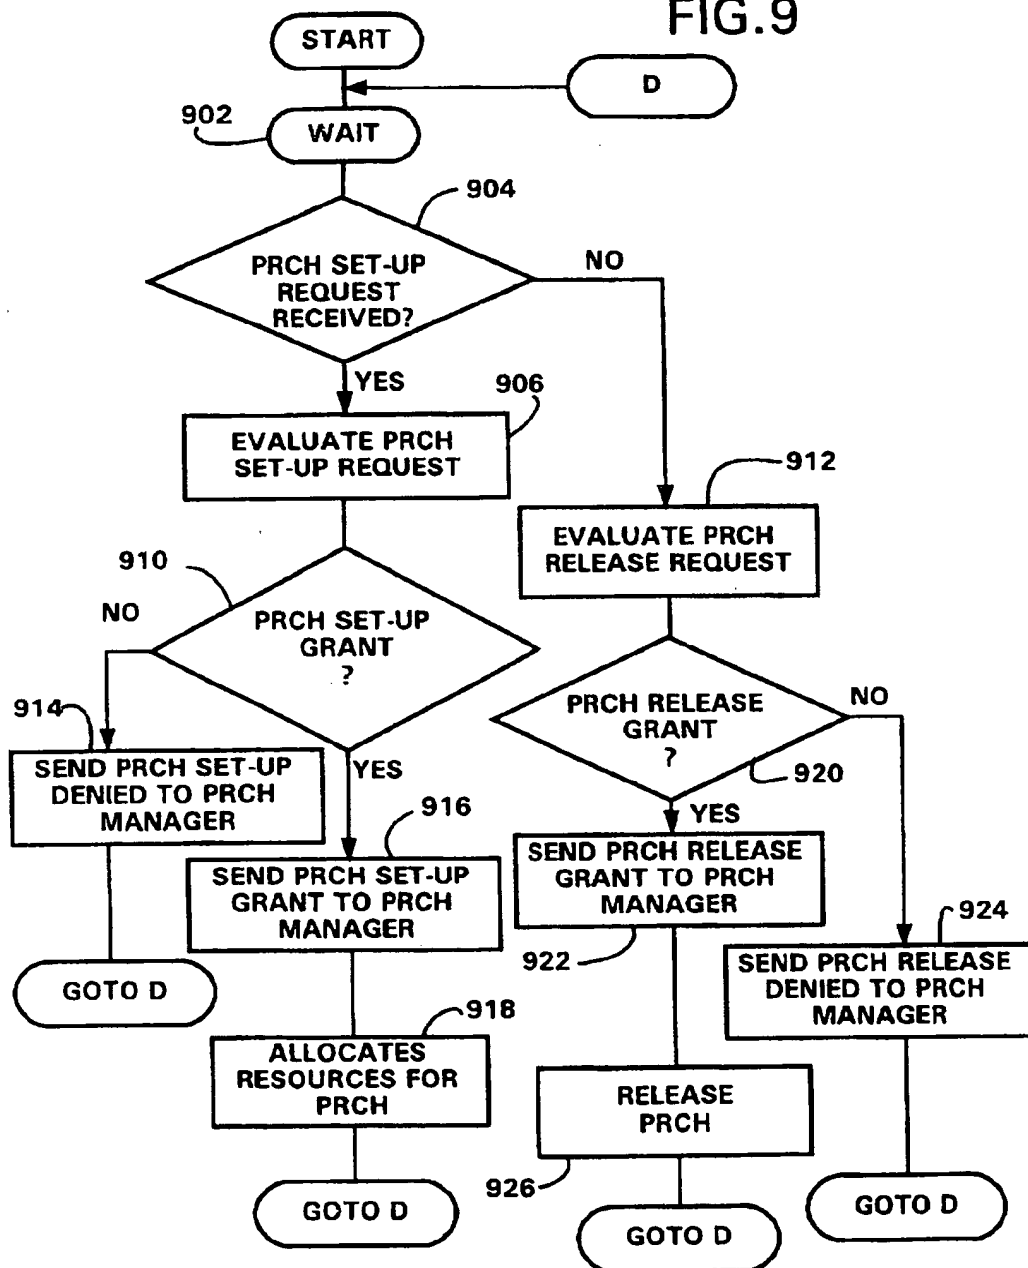 FIG.9
START
D
902
WAIT
904
PRCH SET-UP
REQUEST
RECEIVED?
NO
YES
906
EVALUATE PRCH
SET-UP REQUEST
912
EVALUATE PRCH
RELEASE REQUEST
910
NO
PRCH SET-UP
GRANT
?
YES
914
SEND PRCH SET-UP
DENIED TO PRCH
MANAGER
GOTO D
916
SEND PRCH SET-UP
GRANT TO PRCH
MANAGER
918
ALLOCATES
RESOURCES FOR
PRCH
GOTO D
PRCH RELEASE
GRANT
?
NO
920
YES
SEND PRCH RELEASE
GRANT TO PRCH
MANAGER
922
924
SEND PRCH RELEASE
DENIED TO PRCH
MANAGER
RELEASE
PRCH
926
GOTO D
GOTO D